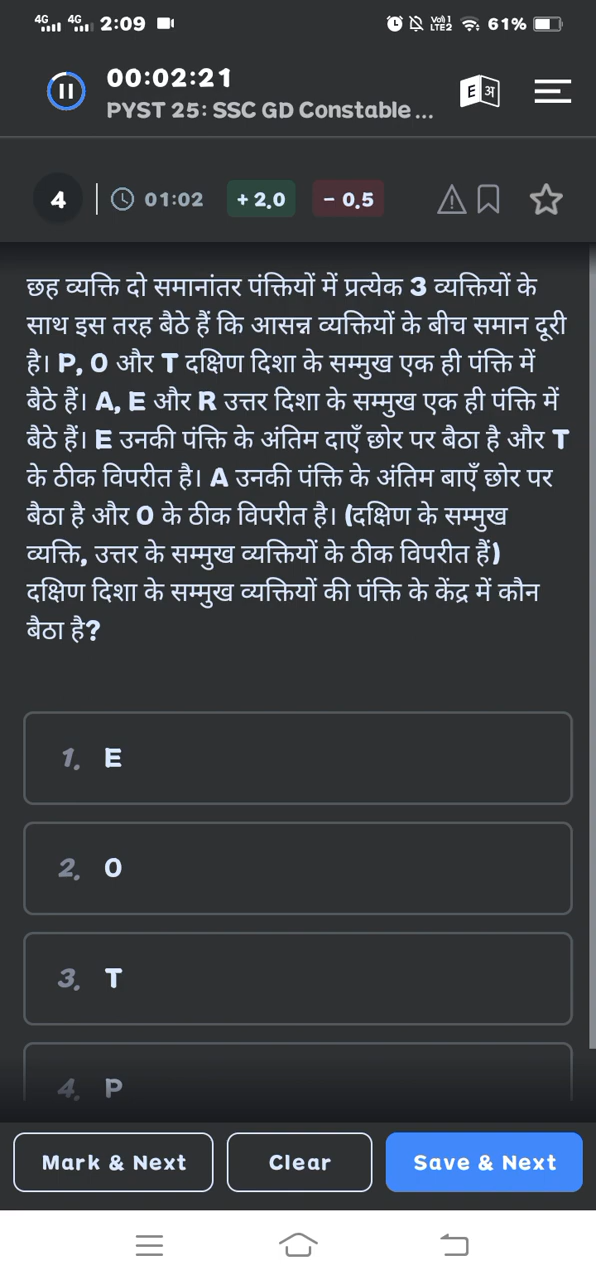 4G 4G 2:09 Vo)) 1 LTE2 61%
00:02:21
PYST 25: SSC GD Constable...
E अ
4 01:02 + 2.0 - 0.5
छह व्यक्ति दो समानांतर पंक्तियों में प्रत्येक 3 व्यक्तियों के
साथ इस तरह बैठे हैं कि आसन्न व्यक्तियों के बीच समान दूरी
है। P, O और T दक्षिण दिशा के सम्मुख एक ही पंक्ति में
बैठे हैं। A, E और R उत्तर दिशा के सम्मुख एक ही पंक्ति में
बैठे हैं। E उनकी पंक्ति के अंतिम दाएँ छोर पर बैठा है और T
के ठीक विपरीत है। A उनकी पंक्ति के अंतिम बाएँ छोर पर
बैठा है और O के ठीक विपरीत है। (दक्षिण के सम्मुख
व्यक्ति, उत्तर के सम्मुख व्यक्तियों के ठीक विपरीत हैं)
दक्षिण दिशा के सम्मुख व्यक्तियों की पंक्ति के केंद्र में कौन
बैठा है?
1. E
2. O
3. T
4. P
Mark & Next Clear Save & Next